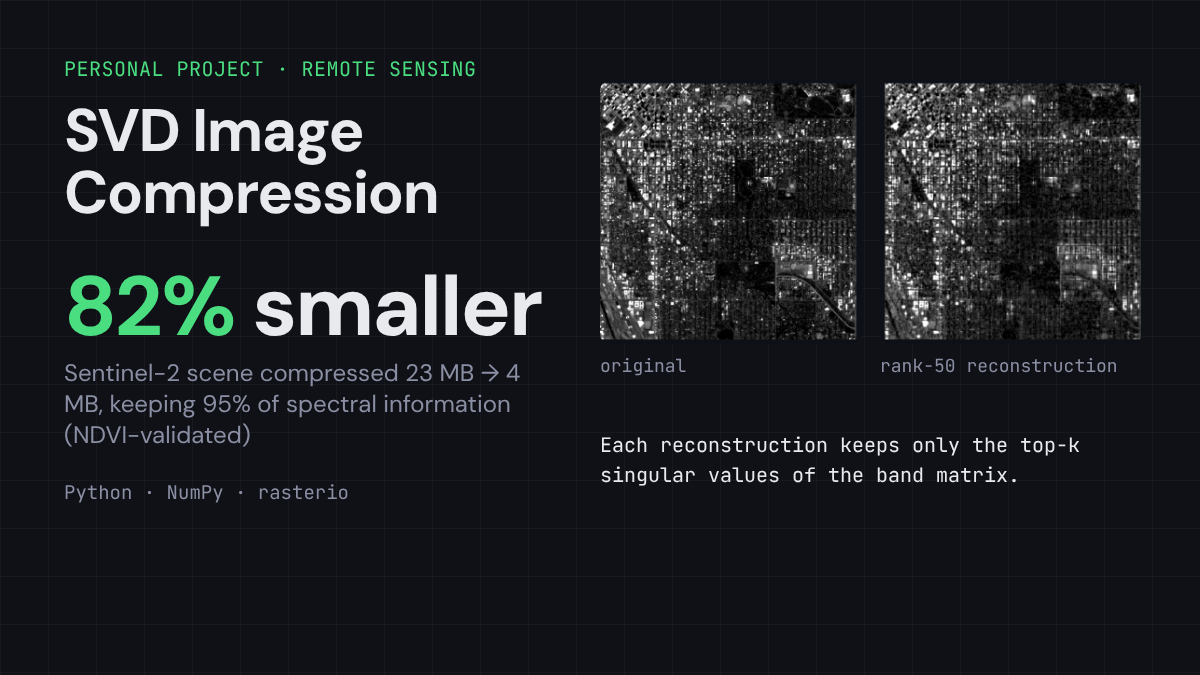 PERSONAL PROJECT · REMOTE SENSING
SVD Image
Compression
82% smaller
Sentinel-2 scene compressed 23 MB → 4
MB, keeping 95% of spectral information
(NDVI-validated)
Python · NumPy · rasterio
original
rank-50 reconstruction
Each reconstruction keeps only the top-k
singular values of the band matrix.